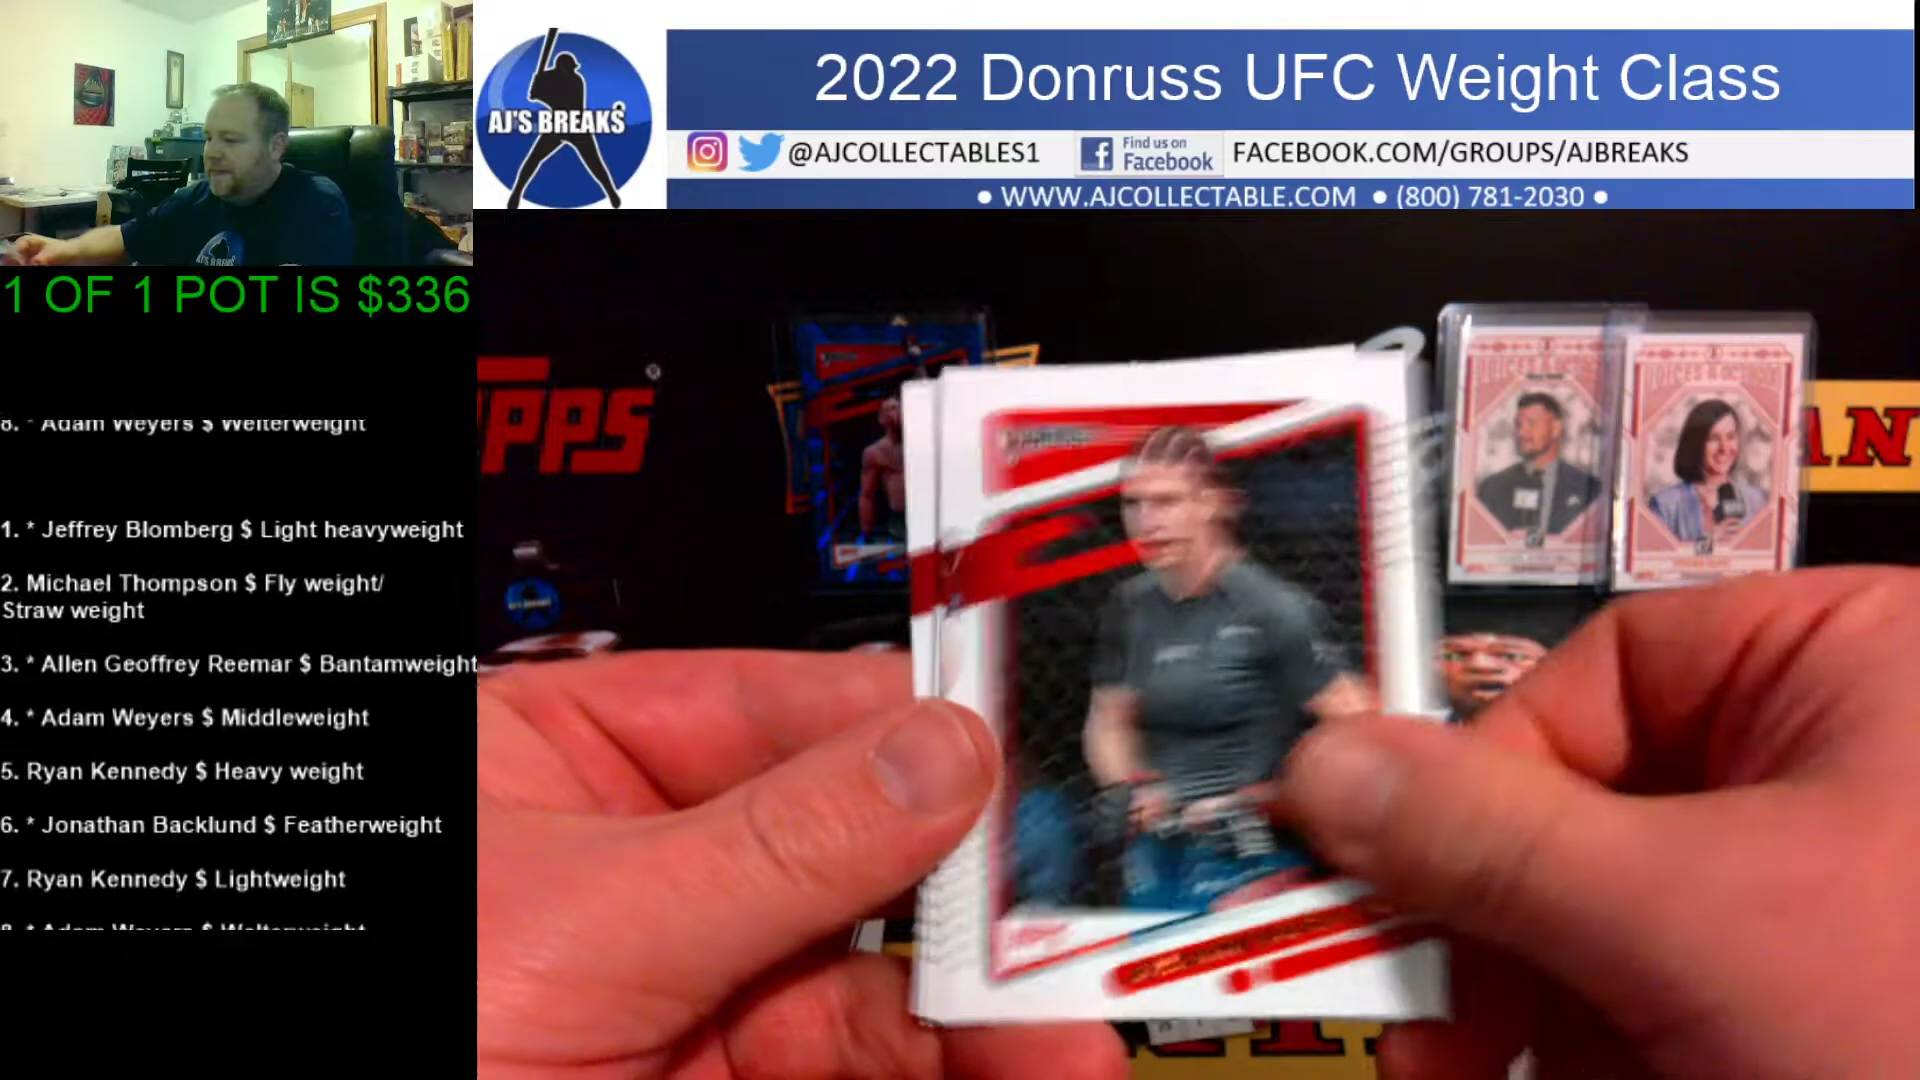 2022 Donruss UFC Weight Class
AJ'S BREAKS
@AJCOLLECTABLES1
Find us on
Facebook
FACEBOOK.COM/GROUPS/AJBREAKS
• WWW.AJCOLLECTABLE.COM • (800) 781-2030 •
1 OF 1 POT IS $336
8. * Adam Weyers $ Welterweight
1. * Jeffrey Blomberg $ Light heavyweight
2. Michael Thompson $ Fly weight/
Straw weight
3. * Allen Geoffrey Reemar $ Bantamweight
4. * Adam Weyers $ Middleweight
5. Ryan Kennedy $ Heavy weight
6. * Jonathan Backlund $ Featherweight
7. Ryan Kennedy $ Lightweight
8. * Adam Weyers $ Welterweight